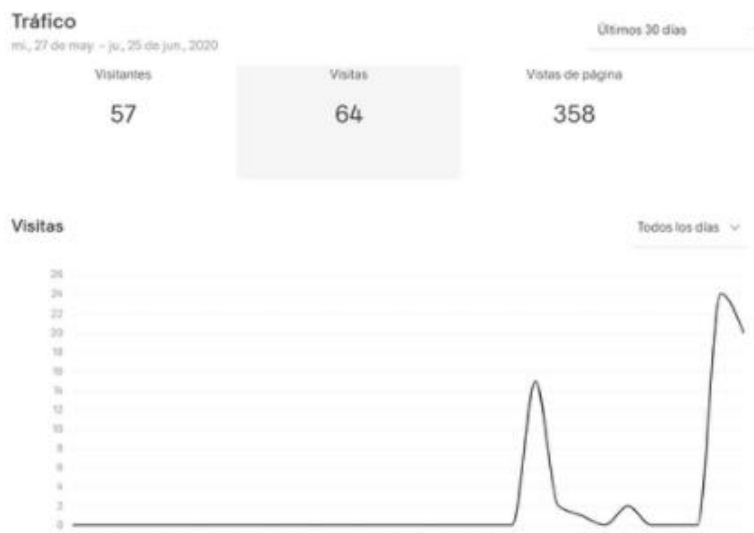 Tráfico
Últimos 30 días
mi., 27 de may – ju., 25 de jun., 2020
Visitantes Visitas Vistas de página
57 64 358
Visitas
Todos los días
26
24
22
20
18
16
14
12
10
8
6
4
2
0